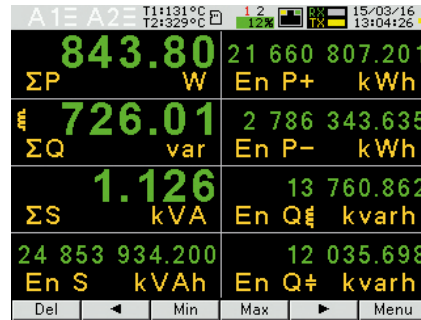 A1 A2 T1:131°C T2:329°C 1 2 12% RX TX 15/03/16 13:04:26
843.80 21 660 807.201
ΣP W En P+ kWh
726.01 2 786 343.635
ΣQ var En P− kWh
1.126 13 760.862
ΣS kVA En Q kvarh
24 853 934.200 12 035.698
En S kVAh En Q kvarh
Del ◄ Min Max ► Menu